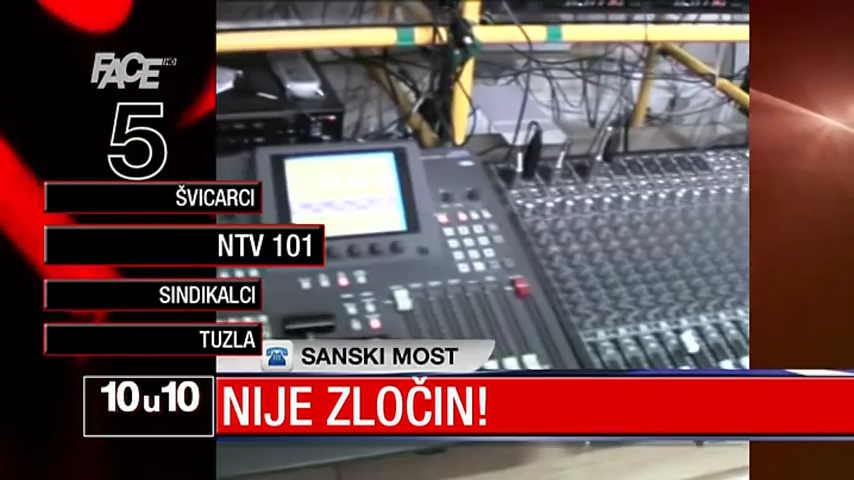 FACE HD
5
ŠVICARCI
NTV 101
SINDIKALCI
TUZLA
SANSKI MOST
10 u 10
NIJE ZLOČIN!